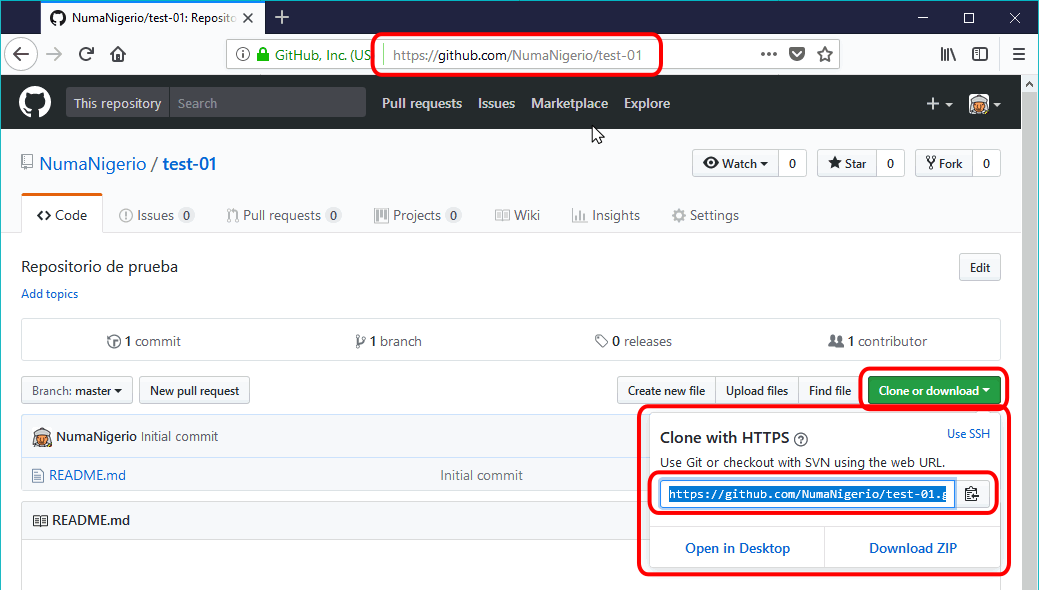 NumaNigerio/test-01: Reposito
GitHub, Inc. (US https://github.com/NumaNigerio/test-01
This repository Search Pull requests Issues Marketplace Explore
NumaNigerio / test-01 Watch 0 Star 0 Fork 0
Code Issues 0 Pull requests 0 Projects 0 Wiki Insights Settings
Repositorio de prueba Edit
Add topics
1 commit 1 branch 0 releases 1 contributor
Branch: master New pull request Create new file Upload files Find file Clone or download
NumaNigerio Initial commit
Clone with HTTPS ? Use SSH
Use Git or checkout with SVN using the web URL.
README.md Initial commit
https://github.com/NumaNigerio/test-01.g
README.md
Open in Desktop Download ZIP